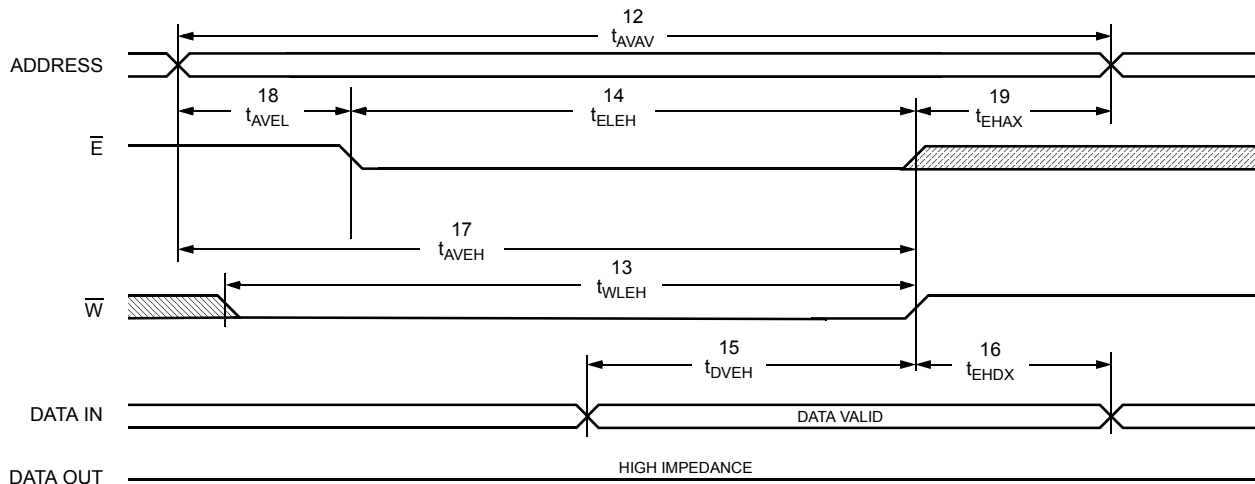 12
tAVAV
ADDRESS
18
tAVEL
14
tELEH
19
tEHAX
E
17
tAVEH
13
tWLEH
W
15
tDVEH
16
tEHDX
DATA IN
DATA VALID
DATA OUT
HIGH IMPEDANCE